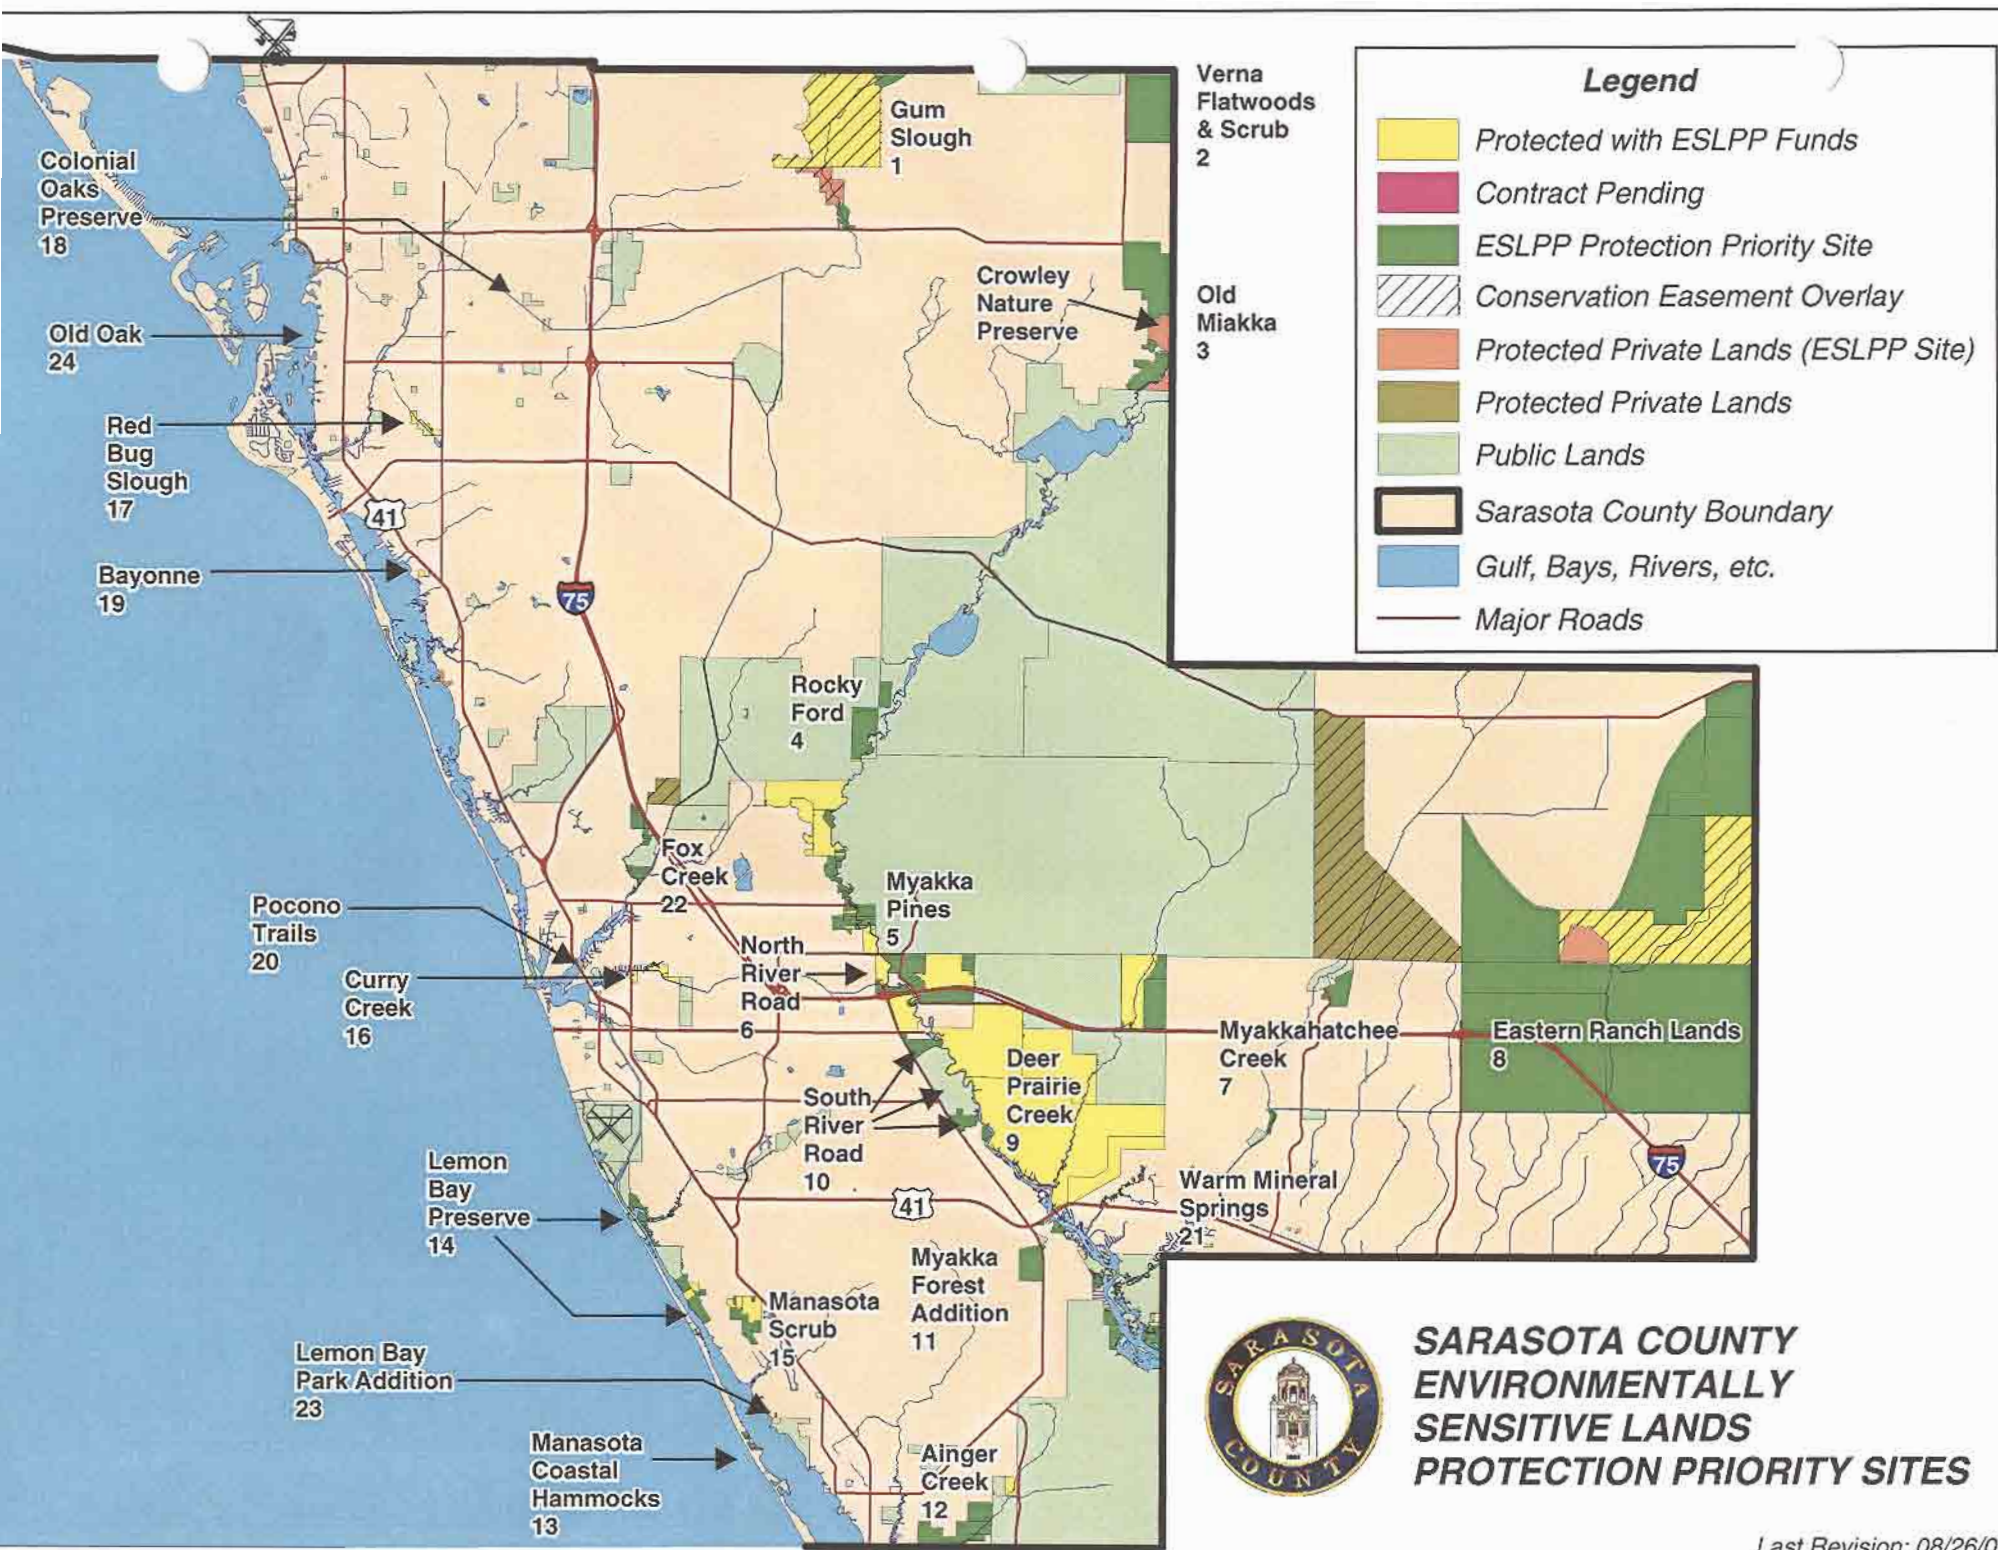 Colonial
Oaks
Preserve
18
Old Oak
24
Red
Bug
Slough
17
41
Bayonne
19
75
Gum
Slough
1
Verna
Flatwoods
& Scrub
2
Crowley
Nature
Preserve
Old
Miakka
3
Legend
Protected with ESLPP Funds
Contract Pending
ESLPP Protection Priority Site
Conservation Easement Overlay
Protected Private Lands (ESLPP Site)
Protected Private Lands
Public Lands
Sarasota County Boundary
Gulf, Bays, Rivers, etc.
Major Roads
Rocky
Ford
4
Fox
Creek
22
Myakka
Pines
5
Pocono
Trails
20
Curry
Creek
16
North
River
Road
6
Deer
Prairie
Creek
9
Myakkahatchee
Creek
7
Eastern Ranch Lands
8
South
River
Road
10
75
Lemon
Bay
Preserve
14
41
Warm Mineral
Springs
21
Myakka
Forest
Addition
11
Manasota
Scrub
15
Lemon Bay
Park Addition
23
Manasota
Coastal
Hammocks
13
Ainger
Creek
12
SARASOTA
COUNTY
SARASOTA COUNTY
ENVIRONMENTALLY
SENSITIVE LANDS
PROTECTION PRIORITY SITES
Last Revision: 08/26/0